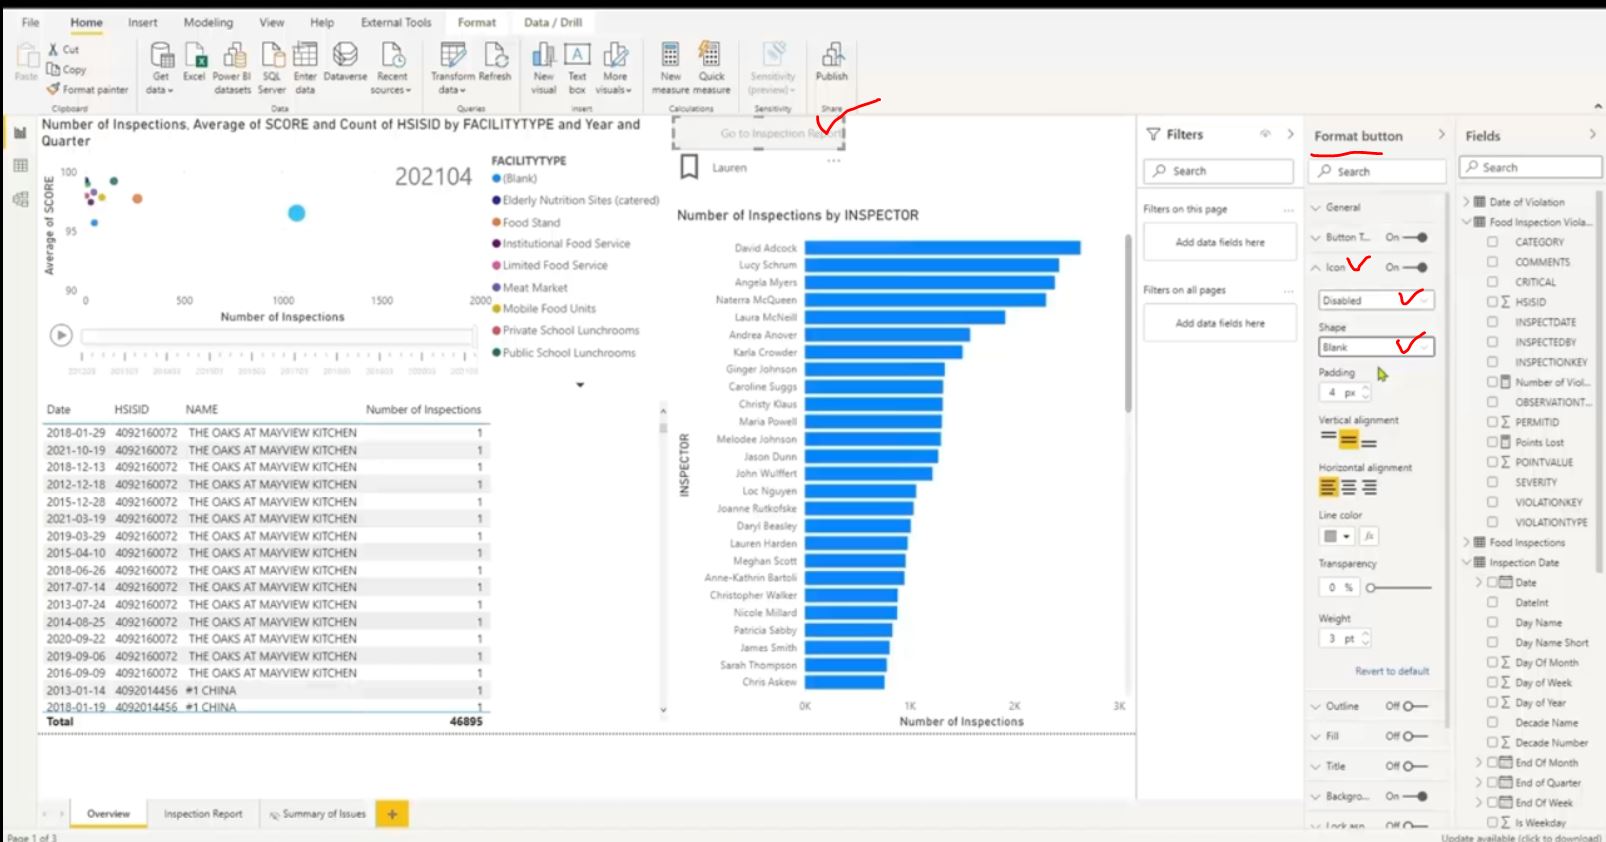 File Home Insert Modeling View Help External Tools Format Data / Drill
Paste
Cut
Copy
Format painter
Clipboard
Get data
Excel
Power BI datasets
SQL Server
Enter data
Dataverse
Recent sources
Data
Transform data
Refresh
Queries
New visual
Text box
More visuals
Insert
New measure
Quick measure
Calculations
Sensitivity (preview)
Sensitivity
Publish
Share
Number of Inspections, Average of SCORE and Count of HSISID by FACILITYTYPE and Year and
Quarter
Average of SCORE
100
95
90
202104
0 500 1000 1500 2000
Number of Inspections
FACILITYTYPE
(Blank)
Elderly Nutrition Sites (catered)
Food Stand
Institutional Food Service
Limited Food Service
Meat Market
Mobile Food Units
Private School Lunchrooms
Public School Lunchrooms
Date HSISID NAME Number of Inspections
2018-01-29 4092160072 THE OAKS AT MAYVIEW KITCHEN 1
2021-10-19 4092160072 THE OAKS AT MAYVIEW KITCHEN 1
2018-12-13 4092160072 THE OAKS AT MAYVIEW KITCHEN 1
2012-12-18 4092160072 THE OAKS AT MAYVIEW KITCHEN 1
2015-12-28 4092160072 THE OAKS AT MAYVIEW KITCHEN 1
2021-03-19 4092160072 THE OAKS AT MAYVIEW KITCHEN 1
2019-03-29 4092160072 THE OAKS AT MAYVIEW KITCHEN 1
2015-04-10 4092160072 THE OAKS AT MAYVIEW KITCHEN 1
2018-06-26 4092160072 THE OAKS AT MAYVIEW KITCHEN 1
2017-07-14 4092160072 THE OAKS AT MAYVIEW KITCHEN 1
2013-07-24 4092160072 THE OAKS AT MAYVIEW KITCHEN 1
2014-08-25 4092160072 THE OAKS AT MAYVIEW KITCHEN 1
2020-09-22 4092160072 THE OAKS AT MAYVIEW KITCHEN 1
2019-09-06 4092160072 THE OAKS AT MAYVIEW KITCHEN 1
2016-09-09 4092160072 THE OAKS AT MAYVIEW KITCHEN 1
2013-01-14 4092014456 #1 CHINA 1
2018-01-19 4092014456 #1 CHINA 1
Total 46895
Go to Inspection Report
Lauren
Number of Inspections by INSPECTOR
INSPECTOR
David Adcock
Lucy Schrum
Angela Myers
Naterra McQueen
Laura McNeill
Andrea Anover
Karla Crowder
Ginger Johnson
Caroline Suggs
Christy Klaus
Maria Powell
Melodee Johnson
Jason Dunn
John Wulffert
Loc Nguyen
Joanne Rutkofske
Daryl Beasley
Lauren Harden
Meghan Scott
Anne-Kathrin Bartoli
Christopher Walker
Nicole Millard
Patricia Sabby
James Smith
Sarah Thompson
Chris Askew
0K 1K 2K 3K
Number of Inspections
Filters
Search
Filters on this page
Add data fields here
Filters on all pages
Add data fields here
Format button
Search
General
Button T... On
Icon On
Disabled
Shape
Blank
Padding
4 px
Vertical alignment
Horizontal alignment
Line color
fx
Transparency
0 %
Weight
3 pt
Revert to default
Outline Off
Fill Off
Title Off
Backgro... On
Lock asp Off
Fields
Search
Date of Violation
Food Inspection Viola...
CATEGORY
COMMENTS
CRITICAL
HSISID
INSPECTDATE
INSPECTEDBY
INSPECTIONKEY
Number of Viol...
OBSERVATIONT...
PERMITID
Points Lost
POINTVALUE
SEVERITY
VIOLATIONKEY
VIOLATIONTYPE
Food Inspections
Inspection Date
Date
DateInt
Day Name
Day Name Short
Day Of Month
Day of Week
Day of Year
Decade Name
Decade Number
End Of Month
End of Quarter
End Of Week
Is Weekday
Overview Inspection Report Summary of Issues +
Page 1 of 3
Update available (click to download)